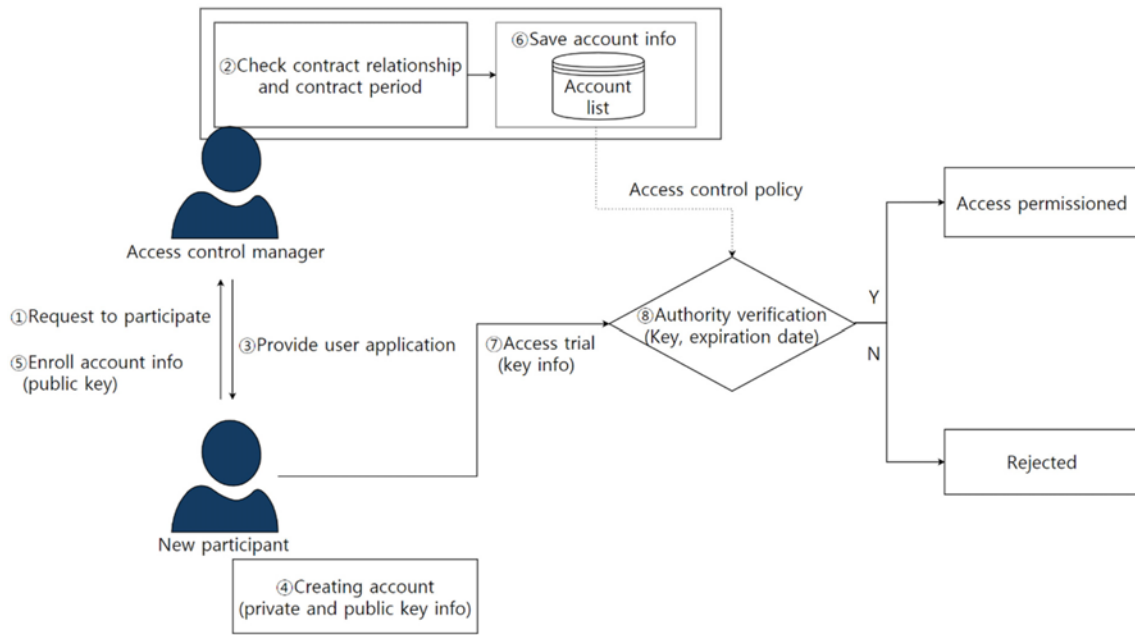 ②Check contract relationship
and contract period
⑥Save account info
Account
list
Access control manager
Access control policy
Access permissioned
①Request to participate
⑤Enroll account info
(public key)
③Provide user application
⑦Access trial
(key info)
⑧Authority verification
(Key, expiration date)
Y
N
Rejected
New participant
④Creating account
(private and public key info)